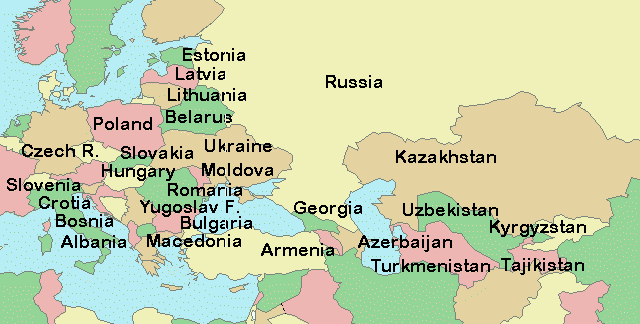 Estonia
Latvia
Russia
Lithuania
Belarus
Poland
Ukraine
Czech R.
Slovakia
Kazakhstan
Hungary
Moldova
Slovenia
Romaria
Crotia
Yugoslav F.
Georgia
Uzbekistan
Bosnia
Bulgaria
Kyrgyzstan
Albania
Macedonia
Armenia
Azerbaijan
Turkmenistan
Tajikistan